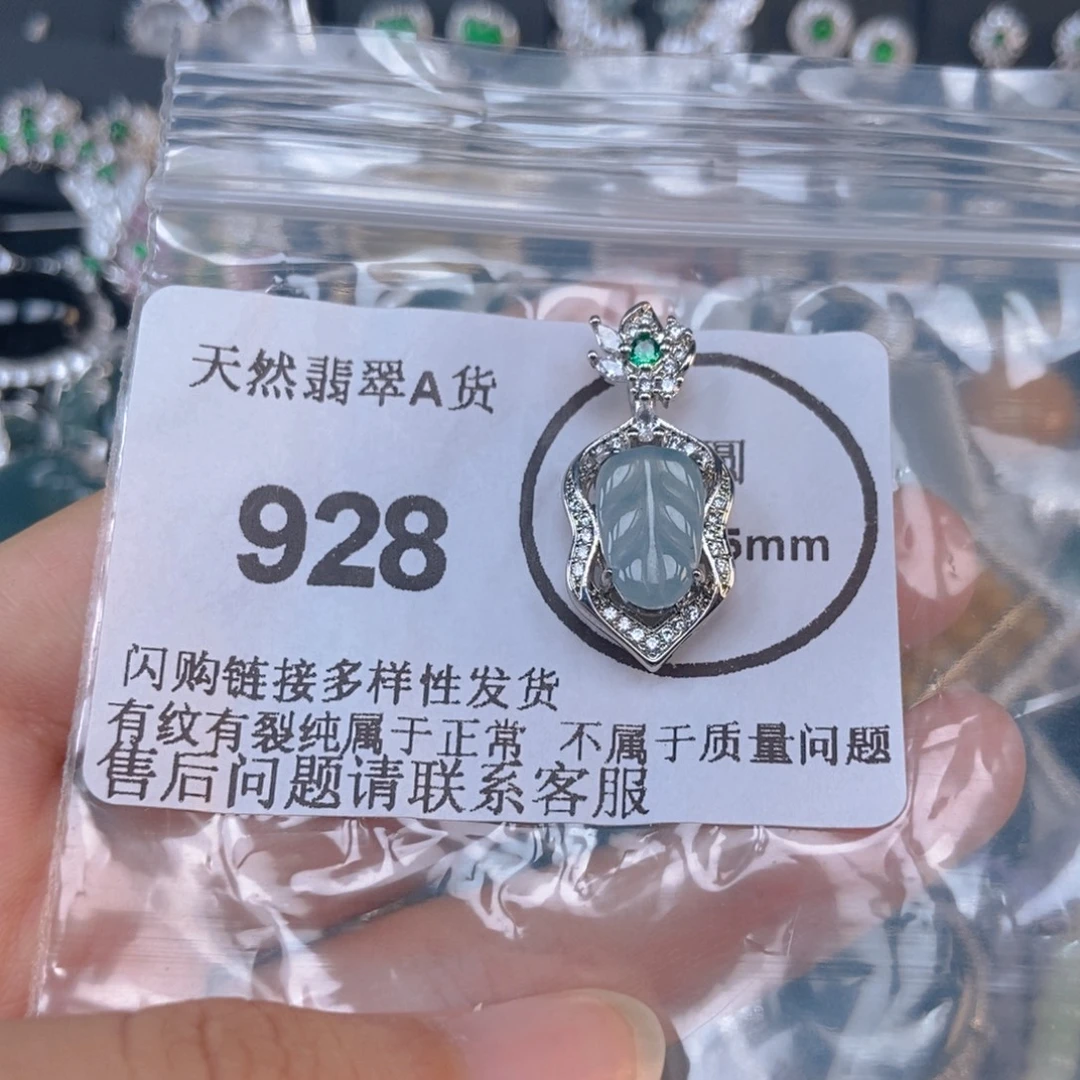 天然翡翠A货
928
圆
5mm
闪购链接多样性发货
有纹有裂纯属于正常 不属于质量问题
售后问题请联系客服